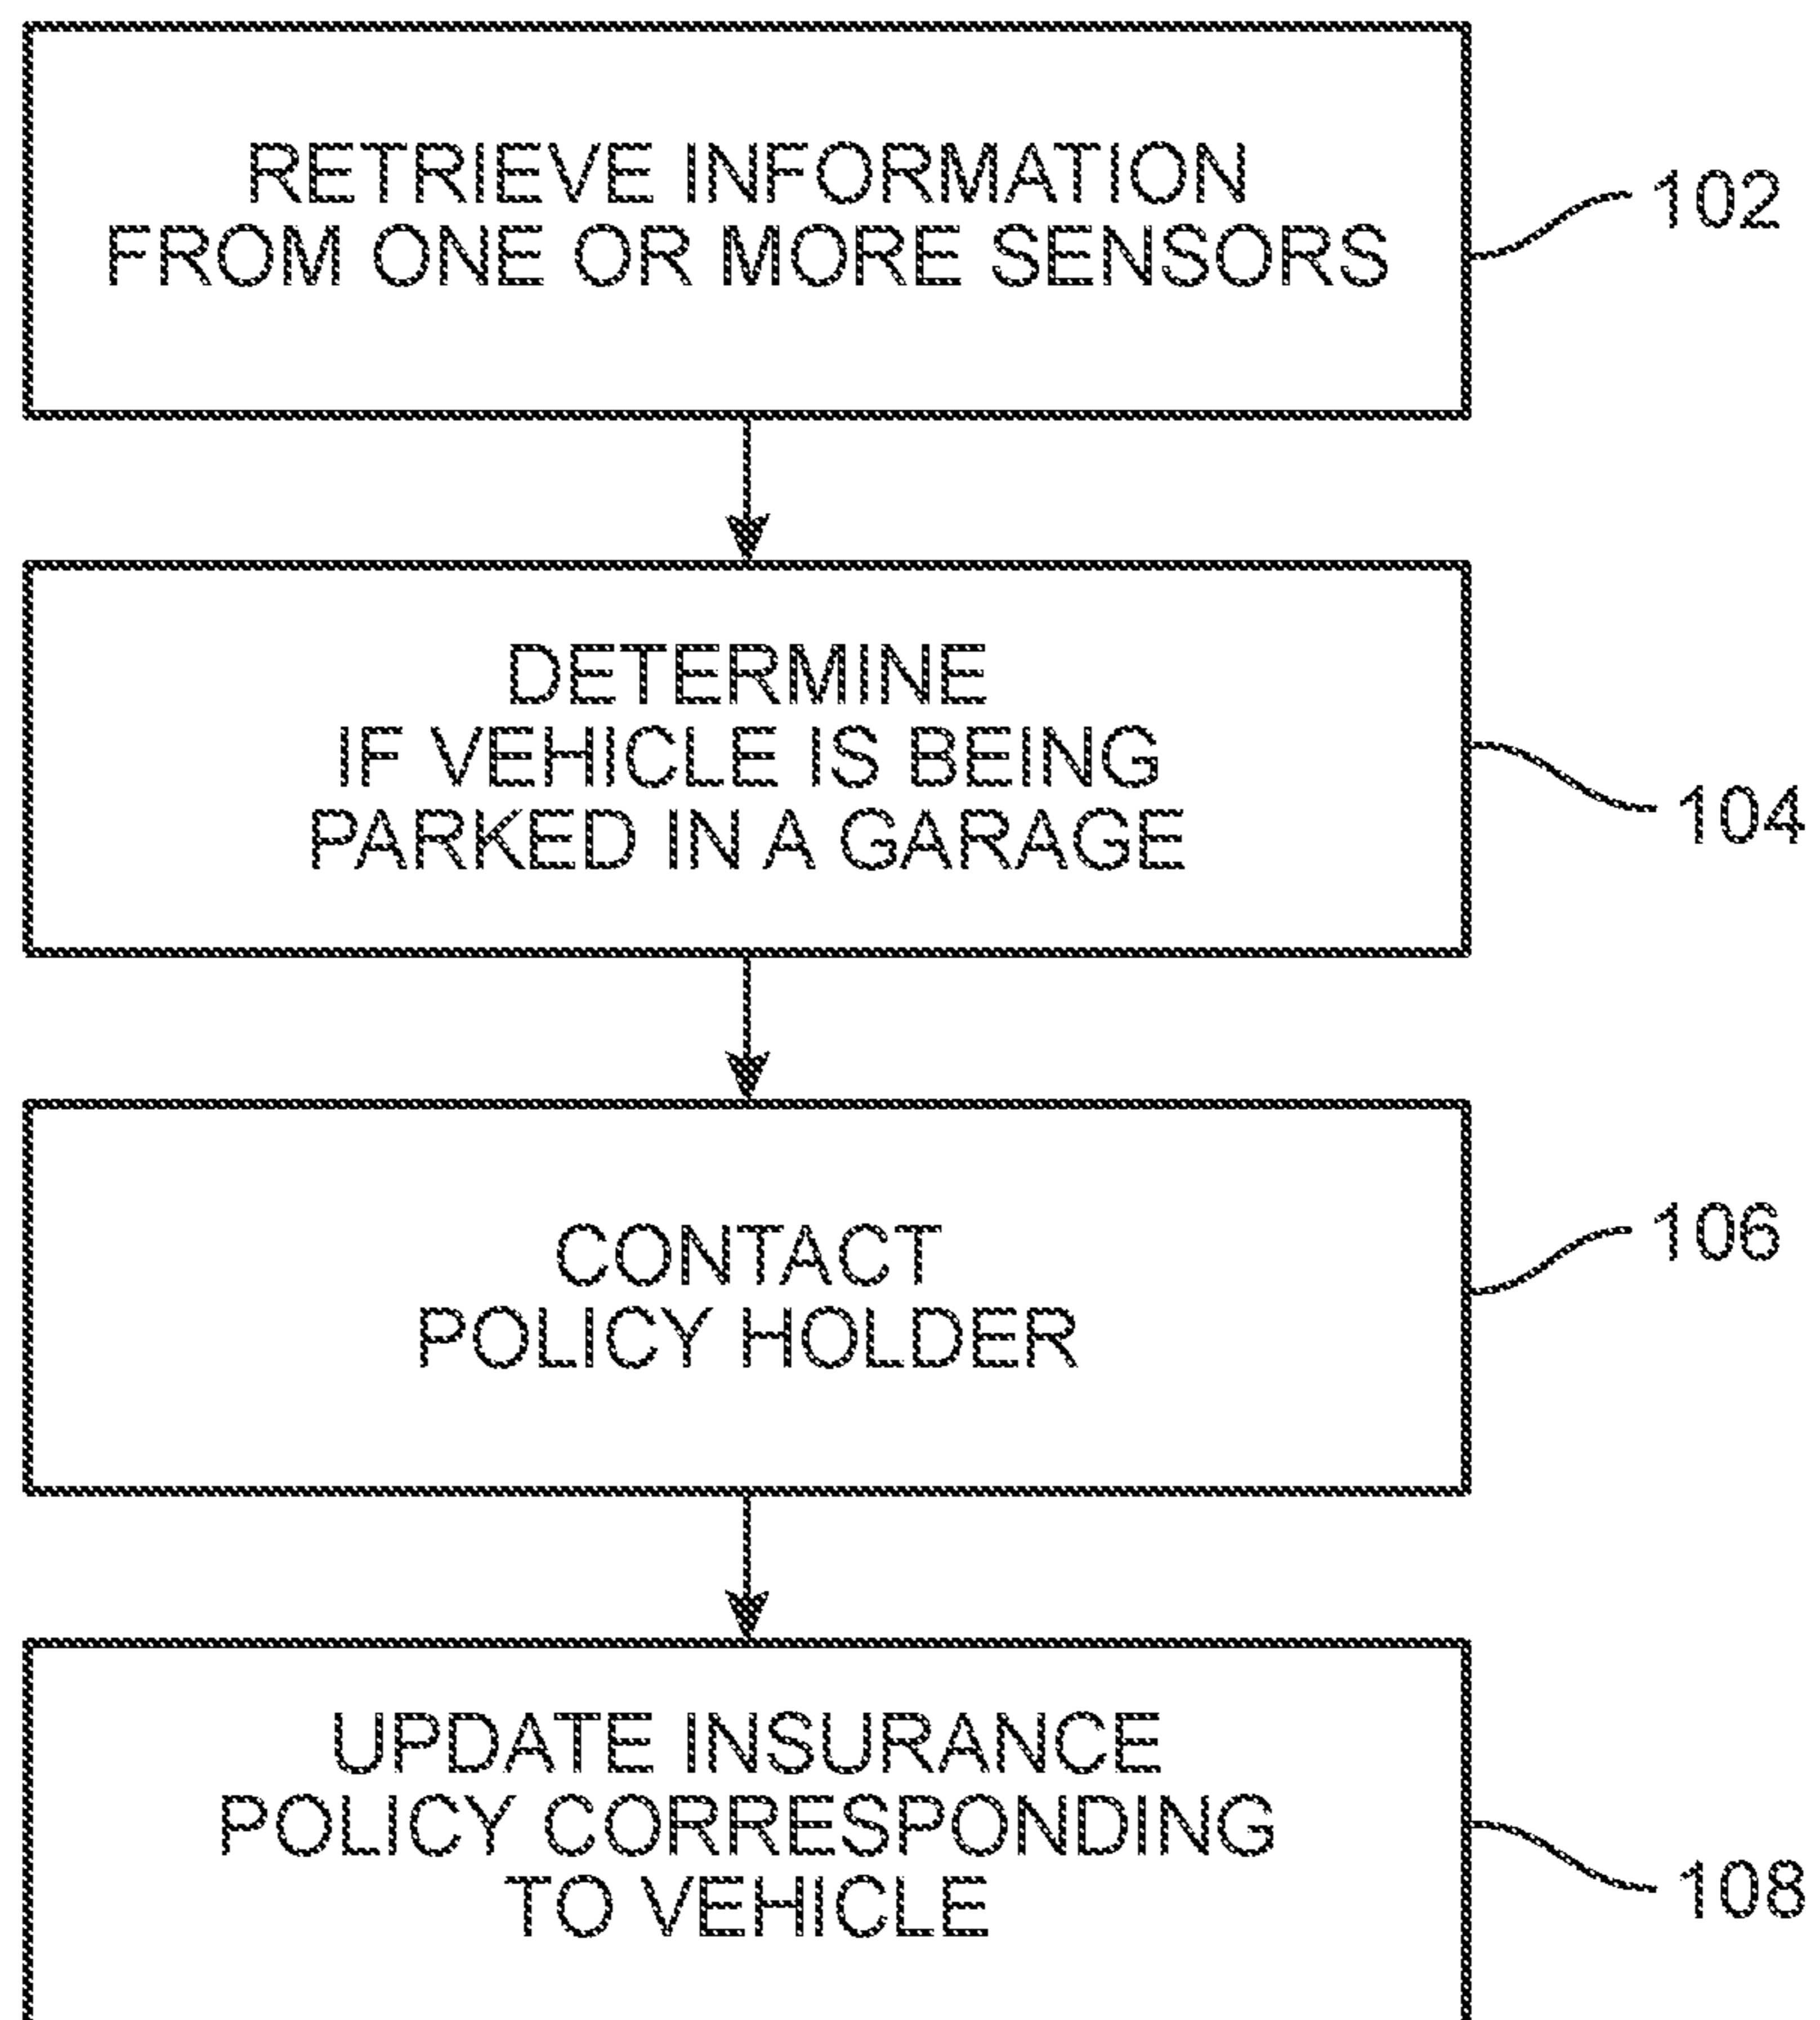 RETRIEVE INFORMATION
FROM ONE OR MORE SENSORS
102
DETERMINE
IF VEHICLE IS BEING
PARKED IN A GARAGE
104
CONTACT
POLICY HOLDER
106
UPDATE INSURANCE
POLICY CORRESPONDING
TO VEHICLE
108